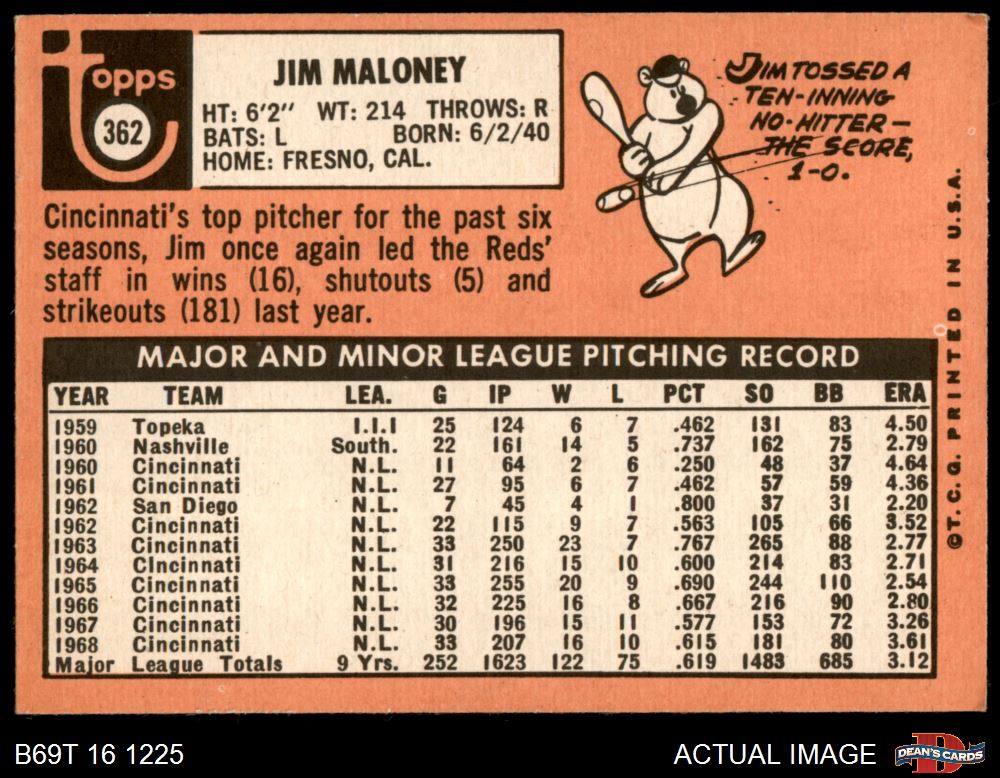 Topps
362
JIM MALONEY
HT: 6'2" WT: 214 THROWS: R
BATS: L BORN: 6/2/40
HOME: FRESNO, CAL.
JIM TOSSED A
TEN-INNING
NO-HITTER—
THE SCORE,
1-0.
Cincinnati's top pitcher for the past six
seasons, Jim once again led the Reds'
staff in wins (16), shutouts (5) and
strikeouts (181) last year.
MAJOR AND MINOR LEAGUE PITCHING RECORD
YEAR TEAM LEA. G IP W L PCT SO BB ERA
1959 Topeka I.I.I 25 124 6 7 .462 131 83 4.50
1960 Nashville South. 22 161 14 5 .737 162 75 2.79
1960 Cincinnati N.L. 11 64 2 6 .250 48 37 4.64
1961 Cincinnati N.L. 27 95 6 7 .462 57 59 4.36
1962 San Diego N.L. 7 45 4 1 .800 37 31 2.20
1962 Cincinnati N.L. 22 115 9 7 .563 105 66 3.52
1963 Cincinnati N.L. 33 250 23 7 .767 265 88 2.77
1964 Cincinnati N.L. 31 216 15 10 .600 214 83 2.71
1965 Cincinnati N.L. 33 255 20 9 .690 244 110 2.54
1966 Cincinnati N.L. 32 225 16 8 .667 216 90 2.80
1967 Cincinnati N.L. 30 196 15 11 .577 153 72 3.26
1968 Cincinnati N.L. 33 207 16 10 .615 181 80 3.61
Major League Totals 9 Yrs. 252 1623 122 75 .619 1483 685 3.12
©T.C.G. PRINTED IN U.S.A.
B69T 16 1225
ACTUAL IMAGE
DEAN'S CARDS